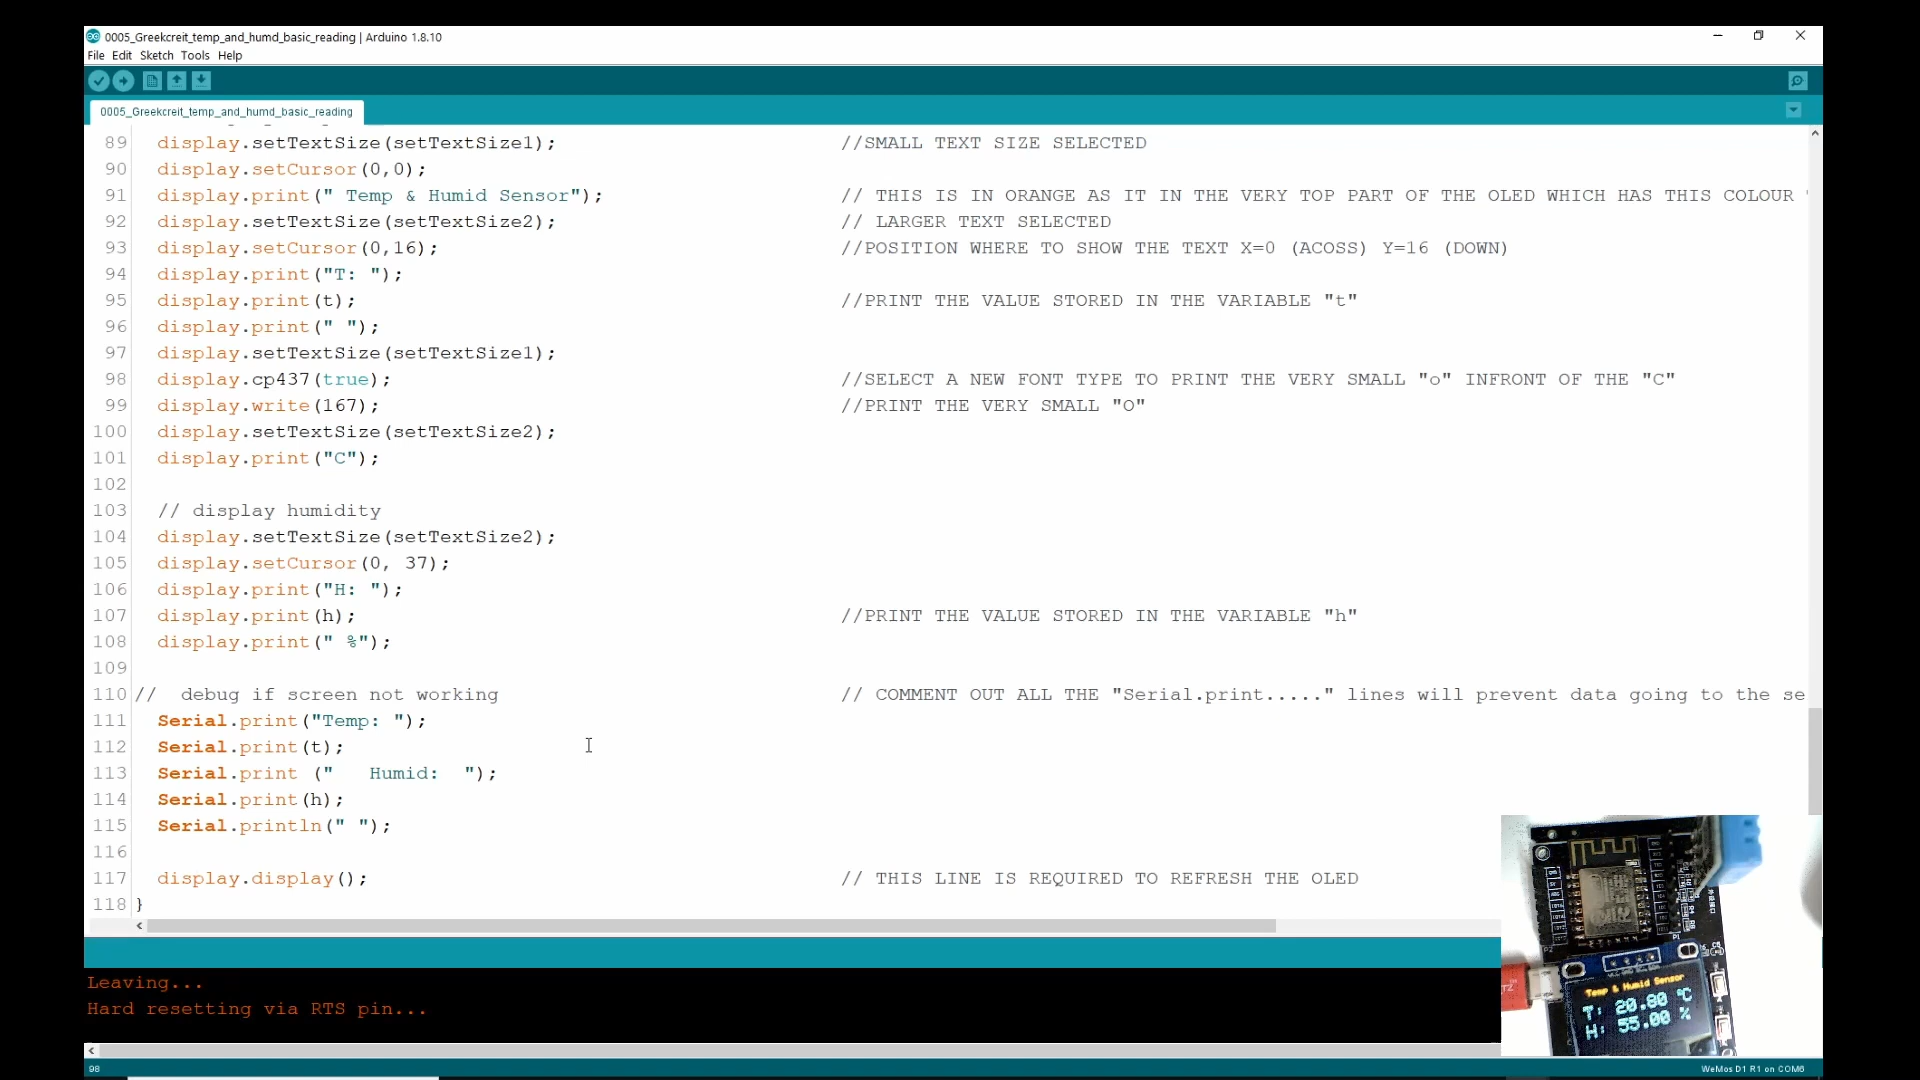 0005_Greekcreit_temp_and_humd_basic_reading | Arduino 1.8.10
File Edit Sketch Tools Help
0005_Greekcreit_temp_and_humd_basic_reading
89 display.setTextSize(setTextSize1); //SMALL TEXT SIZE SELECTED
90 display.setCursor(0,0);
91 display.print(" Temp & Humid Sensor"); // THIS IS IN ORANGE AS IT IN THE VERY TOP PART OF THE OLED WHICH HAS THIS COLOUR
92 display.setTextSize(setTextSize2); // LARGER TEXT SELECTED
93 display.setCursor(0,16); //POSITION WHERE TO SHOW THE TEXT X=0 (ACOSS) Y=16 (DOWN)
94 display.print("T: ");
95 display.print(t); //PRINT THE VALUE STORED IN THE VARIABLE "t"
96 display.print(" ");
97 display.setTextSize(setTextSize1);
98 display.cp437(true); //SELECT A NEW FONT TYPE TO PRINT THE VERY SMALL "o" INFRONT OF THE "C"
99 display.write(167); //PRINT THE VERY SMALL "O"
100 display.setTextSize(setTextSize2);
101 display.print("C");
102
103 // display humidity
104 display.setTextSize(setTextSize2);
105 display.setCursor(0, 37);
106 display.print("H: ");
107 display.print(h); //PRINT THE VALUE STORED IN THE VARIABLE "h"
108 display.print(" %");
109
110 // debug if screen not working // COMMENT OUT ALL THE "Serial.print....." lines will prevent data going to the se
111 Serial.print("Temp: ");
112 Serial.print(t);
113 Serial.print ("   Humid:  ");
114 Serial.print(h);
115 Serial.println(" ");
116
117 display.display(); // THIS LINE IS REQUIRED TO REFRESH THE OLED
118 }
Leaving...
Hard resetting via RTS pin...
Temp & Humid Sensor
T: 20.80 °C
H: 55.00 %
98
WeMos D1 R1 on COM6